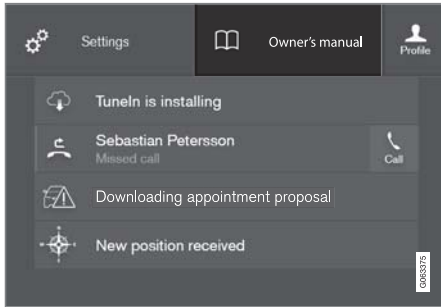 Settings
Owner's manual
Profile
TuneIn is installing
Sebastian Petersson
Missed call
Call
Downloading appointment proposal
New position received
G063375